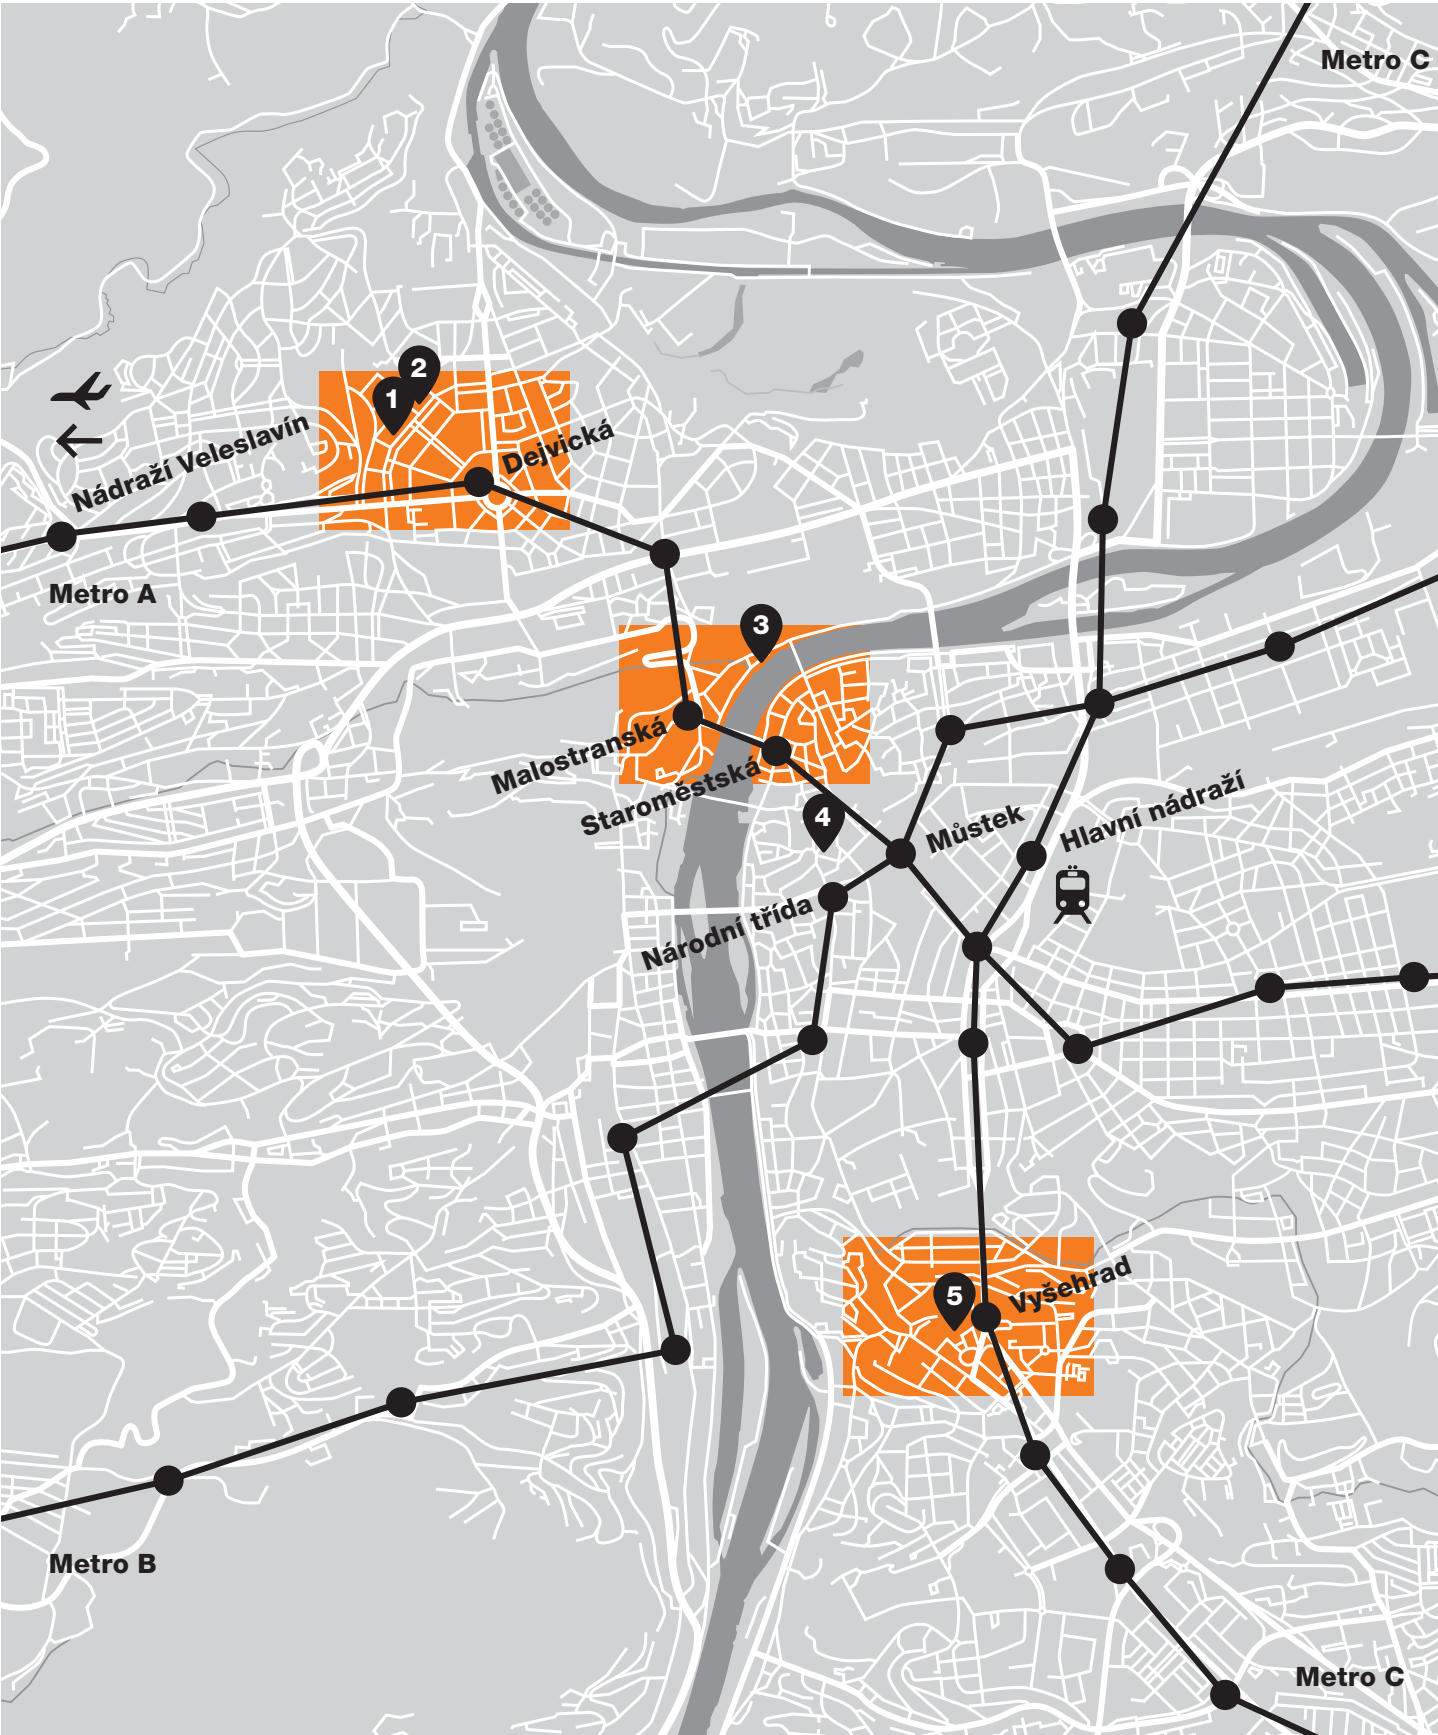 Metro C
2
1
Nádraží Veleslavín
Dejvická
Metro A
3
Malostranská
Staroměstská
4
Můstek
Hlavní nádraží
Národní třída
Vyšehrad
5
Metro B
Metro C